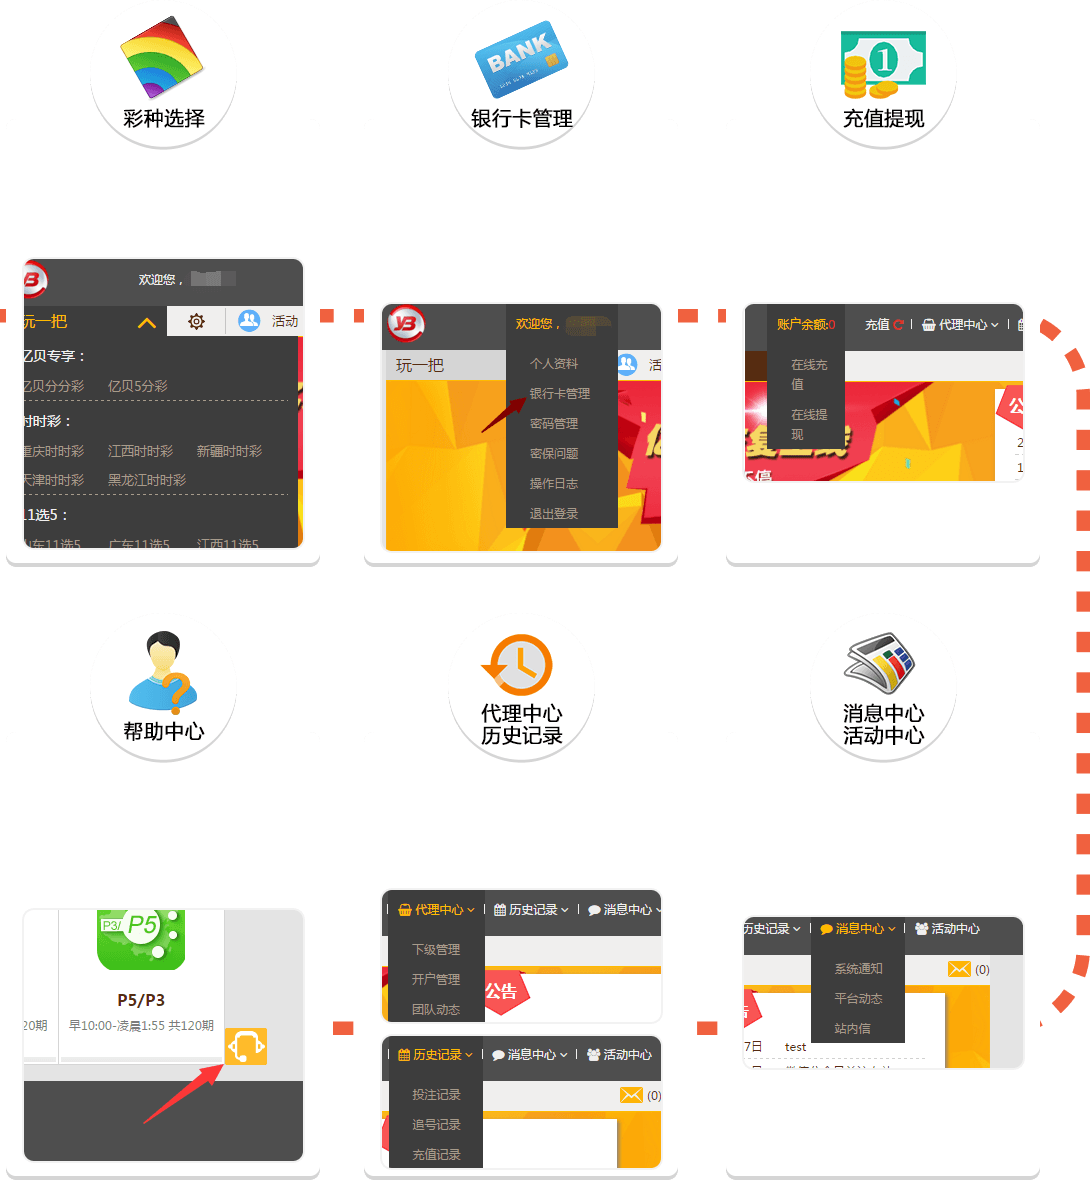 BANK
1
彩种选择
银行卡管理
充值提现
欢迎您，
玩一把
活动
亿贝专享：
亿贝分分彩 亿贝5分彩
时时彩：
重庆时时彩 江西时时彩 新疆时时彩
天津时时彩 黑龙江时时彩
11选5：
山东11选5 广东11选5 江西11选5
欢迎您，
玩一把
活
个人资料
银行卡管理
密码管理
密保问题
操作日志
退出登录
账户余额:0 充值 代理中心
在线充
值
在线提
现
公
2
1
不停
帮助中心
代理中心
历史记录
消息中心
活动中心
P3/ P5
P5/P3
20期 早10:00-凌晨1:55 共120期
代理中心 历史记录 消息中心
下级管理
开户管理
团队动态
公告
历史记录 消息中心 活动中心
(0)
投注记录
追号记录
充值记录
历史记录 消息中心 活动中心
(0)
系统通知
平台动态
站内信
告
7日 test